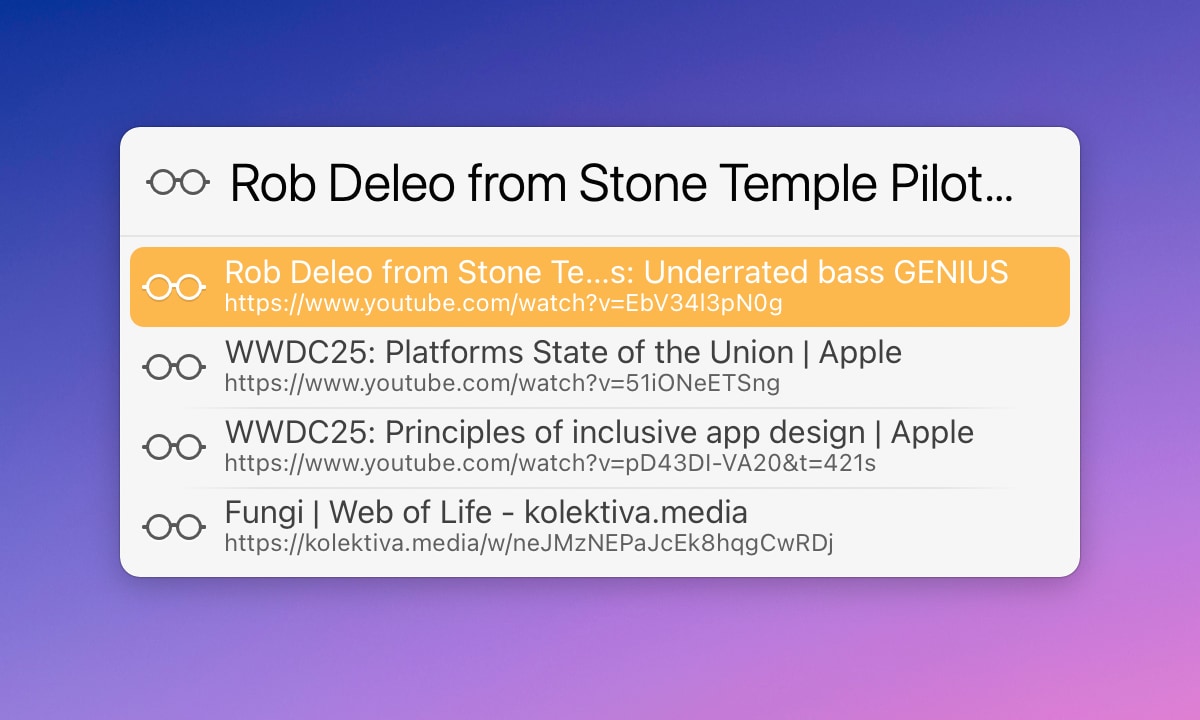 Rob Deleo from Stone Temple Pilot...
Rob Deleo from Stone Te...s: Underrated bass GENIUS
https://www.youtube.com/watch?v=EbV34l3pN0g
WWDC25: Platforms State of the Union | Apple
https://www.youtube.com/watch?v=51iONeETSng
WWDC25: Principles of inclusive app design | Apple
https://www.youtube.com/watch?v=pD43DI-VA20&t=421s
Fungi | Web of Life - kolektiva.media
https://kolektiva.media/w/neJMzNEPaJcEk8hqgCwRDj